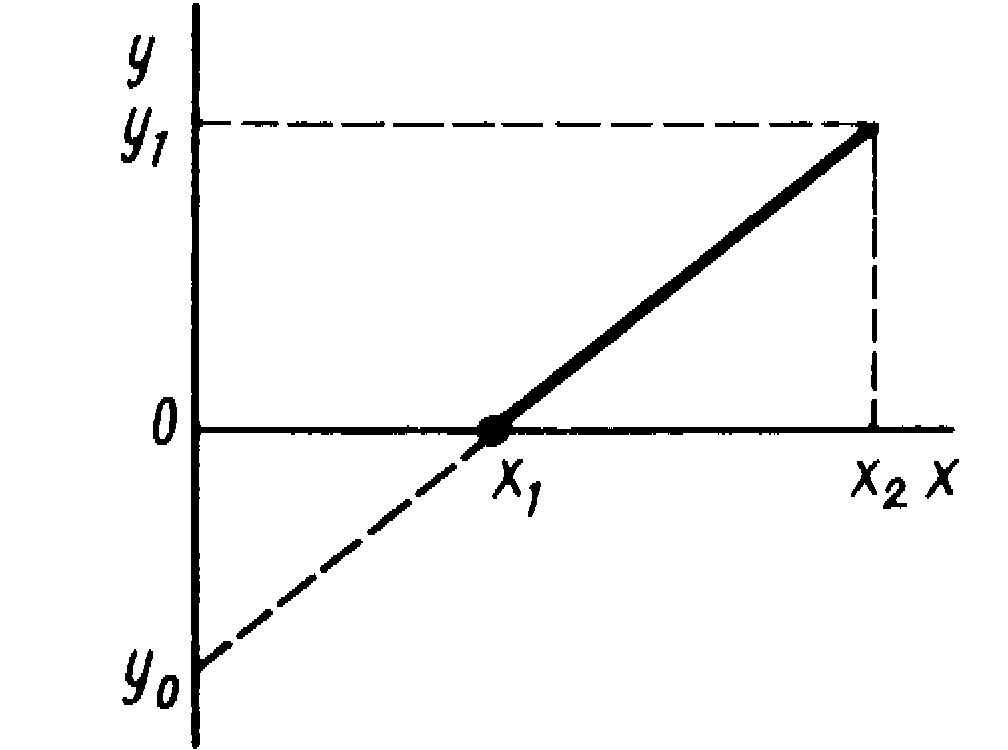 y
y₁
0
x₁
x₂ x
y₀